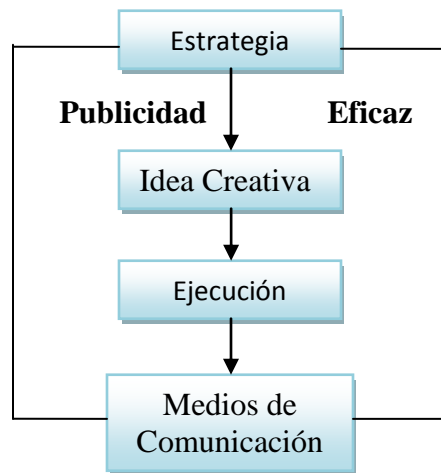 Estrategia
Publicidad Eficaz
Idea Creativa
Ejecución
Medios de
Comunicación